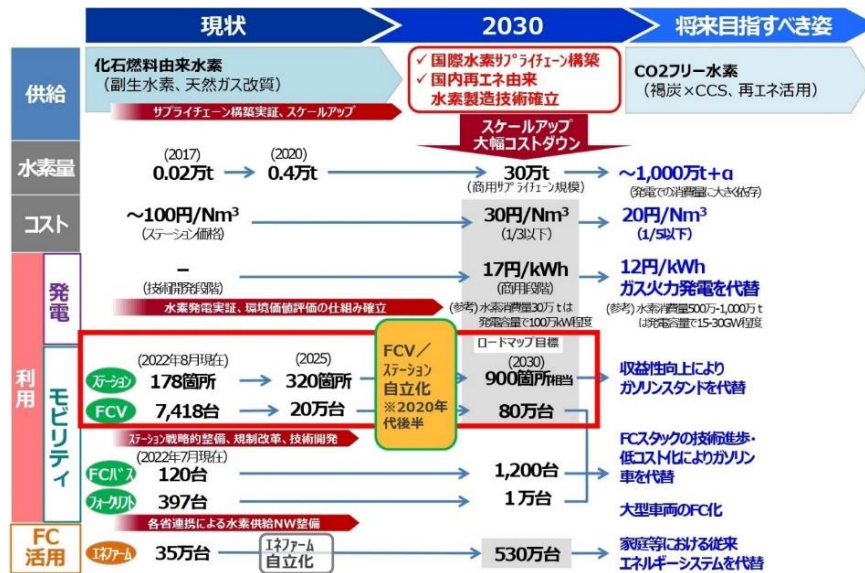 現状
2030
将来目指すべき姿
供給
化石燃料由来水素
(副生水素、天然ガス改質)
✓ 国際水素サプライチェーン構築
✓ 国内再エネ由来
水素製造技術確立
CO2フリー水素
(褐炭×CCS、再エネ活用)
サプライチェーン構築実証、スケールアップ
スケールアップ
大幅コストダウン
水素量
(2017)
0.02万t
(2020)
0.4万t
30万t
(商用サプライチェーン規模)
~1,000万t+α
(発電での消費量に大きく依存)
コスト
~100円/Nm³
(ステーション価格)
30円/Nm³
(1/3以下)
20円/Nm³
(1/5以下)
利用
発電
−
(技術開発段階)
17円/kWh
(商用段階)
12円/kWh
ガス火力発電を代替
水素発電実証、環境価値評価の仕組み確立
(参考)水素消費量30万tは
発電容量で100万kW程度
(参考)水素消費量500万-1,000万t
は発電容量で15-30GW程度
モビリティ
ロードマップ目標
ステーション
(2022年8月現在)
178箇所
(2025)
320箇所
FCV/
ステーション
自立化
※2020年
代後半
(2030)
900箇所相当
収益性向上により
ガソリンスタンドを代替
FCV
7,418台
20万台
80万台
ステーション戦略的整備、規制改革、技術開発
(2022年7月現在)
FCバス
120台
1,200台
FCスタックの技術進歩・
低コスト化によりガソリン
車を代替
フォークリフト
397台
1万台
大型車両のFC化
各省連携による水素供給NW整備
FC
活用
エネファーム
35万台
エネファーム
自立化
530万台
家庭等における従来
エネルギーシステムを代替